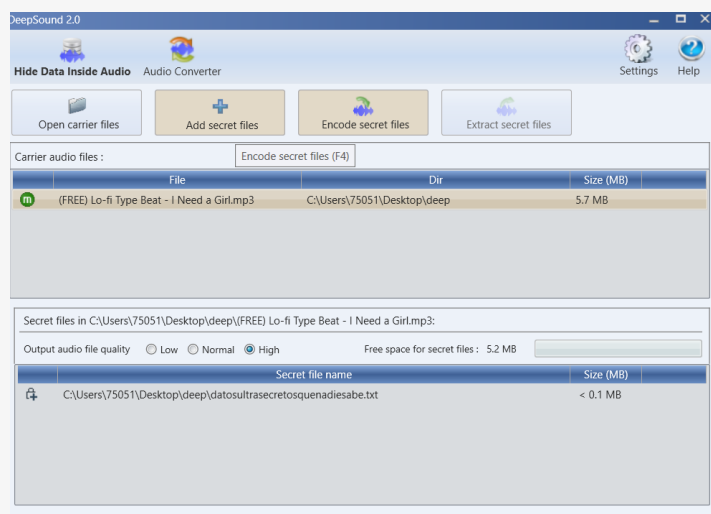 DeepSound 2.0
Hide Data Inside Audio Audio Converter Settings Help
Open carrier files Add secret files Encode secret files Extract secret files
Carrier audio files : Encode secret files (F4)
File Dir Size (MB)
m (FREE) Lo-fi Type Beat - I Need a Girl.mp3 C:\Users\75051\Desktop\deep 5.7 MB
Secret files in C:\Users\75051\Desktop\deep\(FREE) Lo-fi Type Beat - I Need a Girl.mp3:
Output audio file quality Low Normal High Free space for secret files : 5.2 MB
Secret file name Size (MB)
C:\Users\75051\Desktop\deep\datosultrasecretosquenadiesabe.txt < 0.1 MB